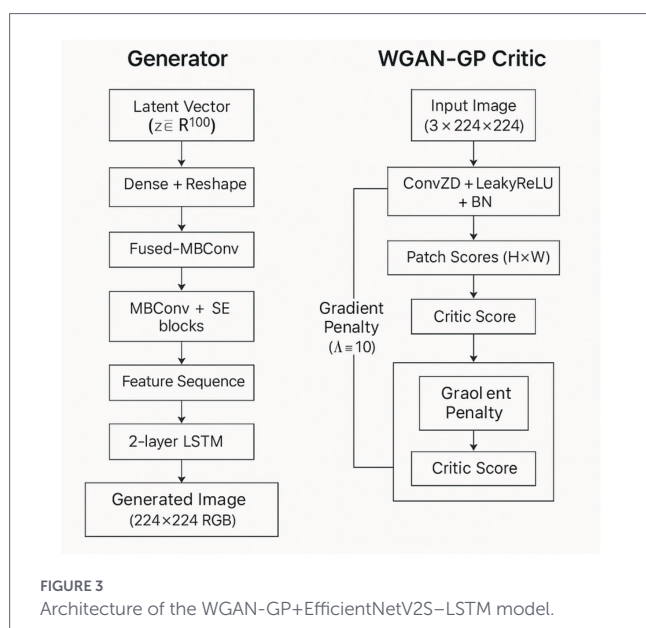 Generator
Latent Vector
(z∈̄ R¹⁰⁰)
Dense + Reshape
Fused-MBConv
MBConv + SE
blocks
Feature Sequence
2-layer LSTM
Generated Image
(224×224 RGB)
WGAN-GP Critic
Input Image
(3×224×224)
ConvZD + LeakyReLU
+ BN
Patch Scores (H×W)
Critic Score
Gradient
Penalty
(Λ≡10)
Graol ent
Penalty
Critic Score
FIGURE 3
Architecture of the WGAN-GP+EfficientNetV2S–LSTM model.